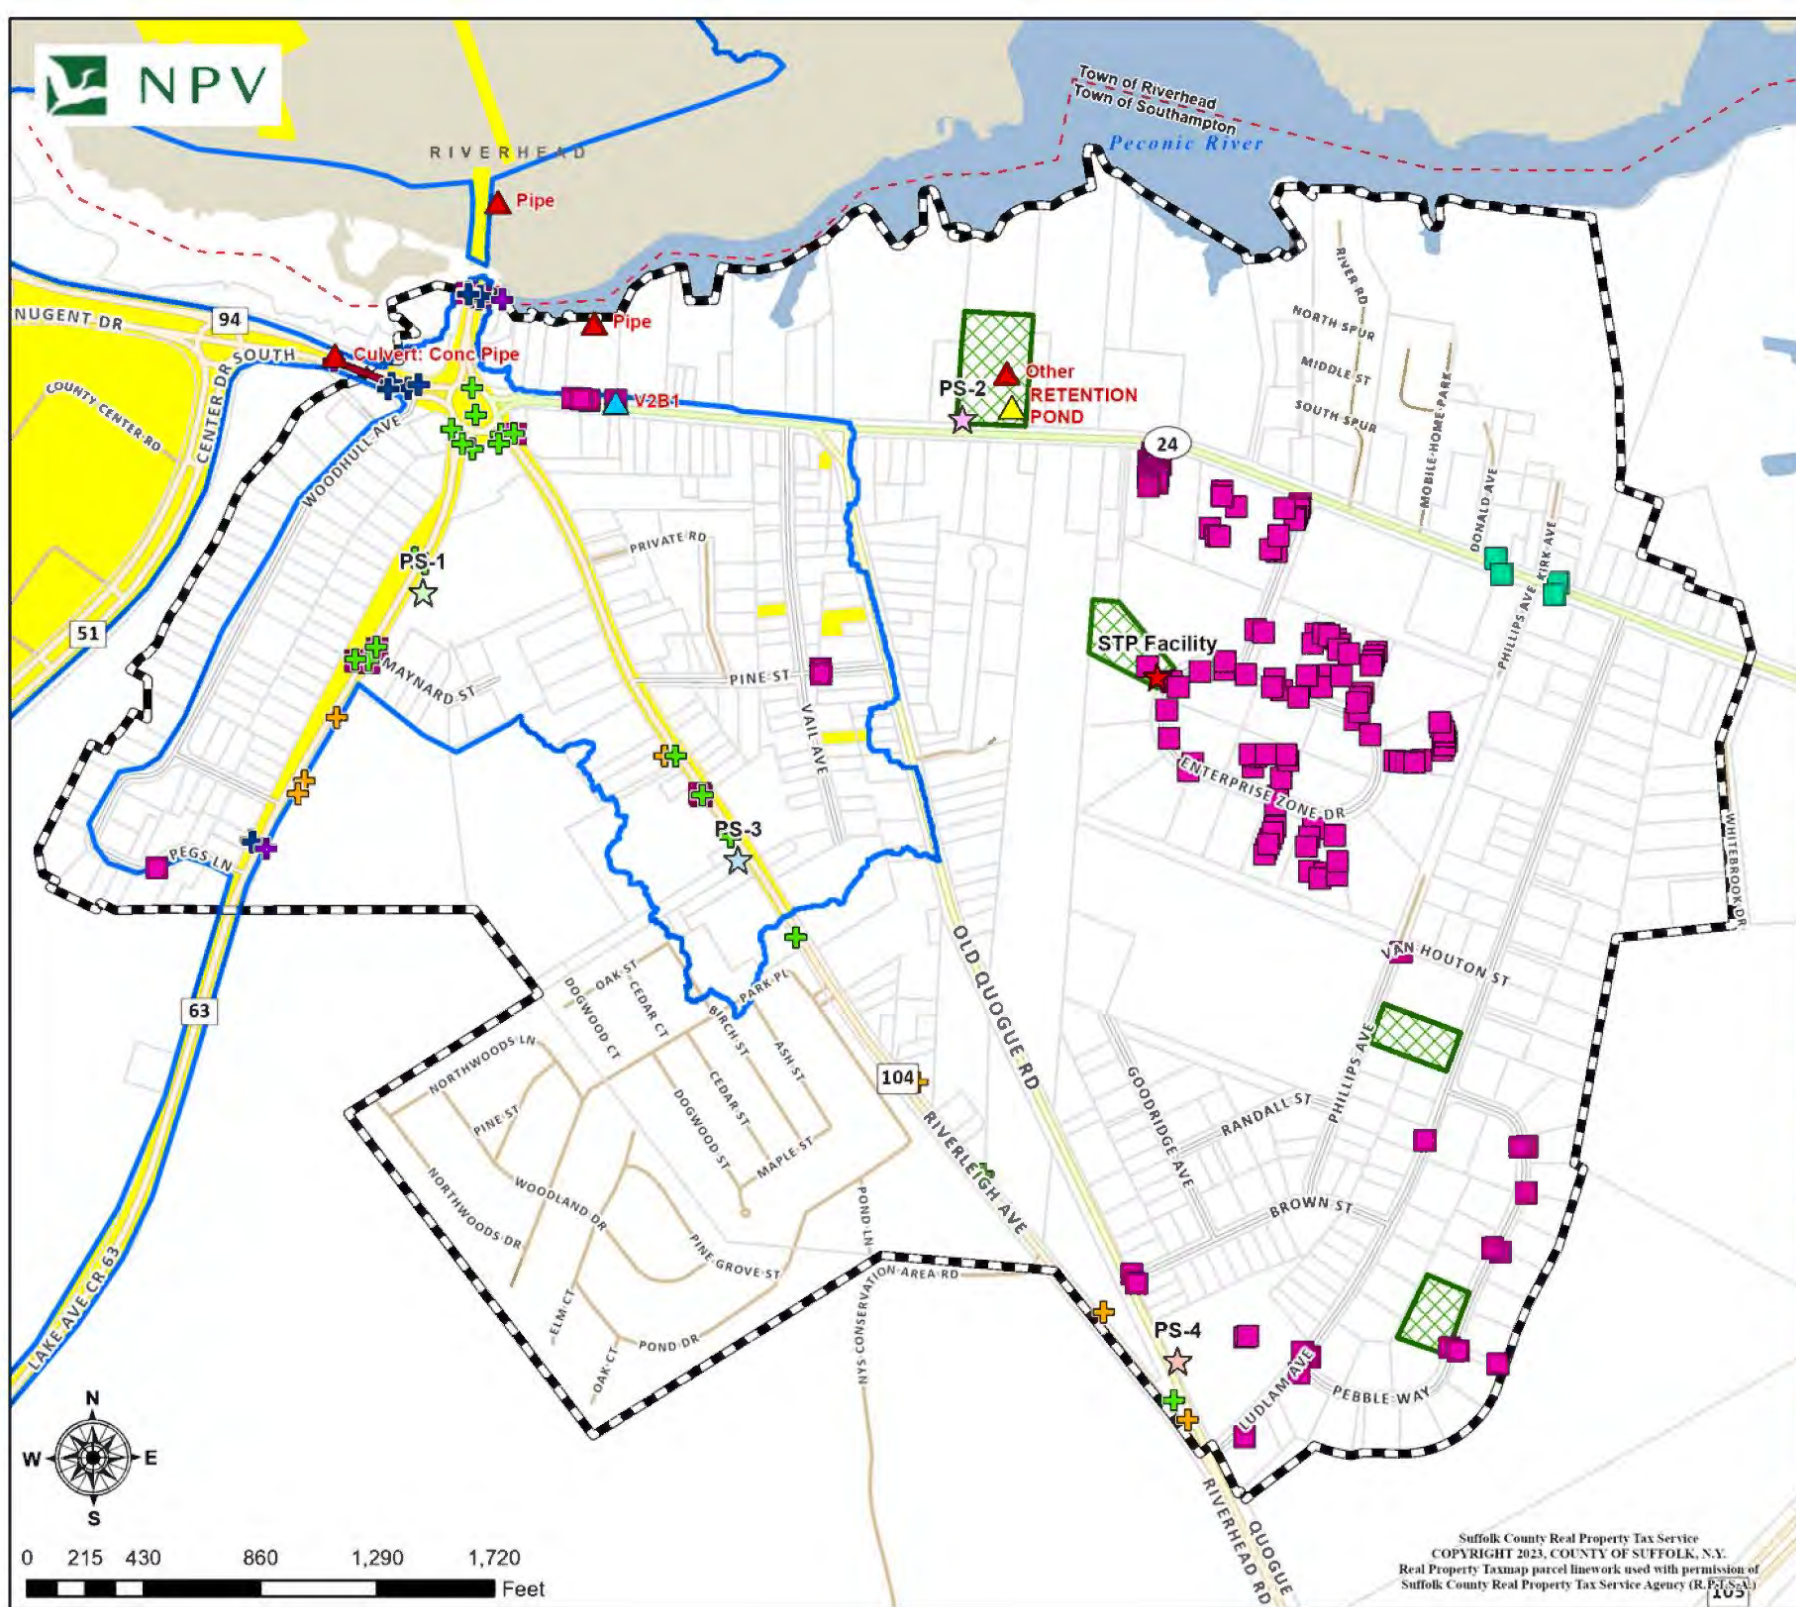 NPV
Town of Riverhead
Town of Southampton
Peconic River
RIVERHEAD
Pipe
NUGENT DR
94
SOUTH
Culvert: Conc Pipe
Pipe
COUNTY CENTER RD
CENTER DR
WOODHULL AVE
V2B1
PS-2
Other
RETENTION
POND
24
RIVER RD
NORTH SPUR
MIDDLE ST
SOUTH SPUR
MOBILE HOME PARK
DONALD AVE
KIRK AVE
PHILLIPS AVE
PRIVATE RD
PS-1
51
MAYNARD ST
PINE ST
VAIL AVE
STP Facility
ENTERPRISE ZONE DR
WHITEBROOK DR
PS-3
PEGS LN
63
LAKE AVE CR 63
OLD QUOGUE RD
VAN HOUTON ST
OAK ST
DOGWOOD CT
CEDAR CT
PARK PL
BIRCH ST
ASH ST
NORTHWOODS LN
PINE ST
CEDAR ST
DOGWOOD ST
MAPLE ST
104
RIVERLEIGH AVE
GOODRIDGE AVE
RANDALL ST
PHILLIPS AVE
BROWN ST
NORTHWOODS DR
WOODLAND DR
PINE GROVE ST
POND LN
NYS CONSERVATION AREA RD
ELM CT
OAK CT
POND DR
PS-4
LUDLAM AVE
PEBBLE WAY
RIVERHEAD RD
QUOGUE
N
W
E
S
0 215 430 860 1,290 1,720
Feet
Suffolk County Real Property Tax Service
COPYRIGHT 2023, COUNTY OF SUFFOLK, N.Y.
Real Property Taxmap parcel linework used with permission of
Suffolk County Real Property Tax Service Agency (R.P.T.S.A.)
105